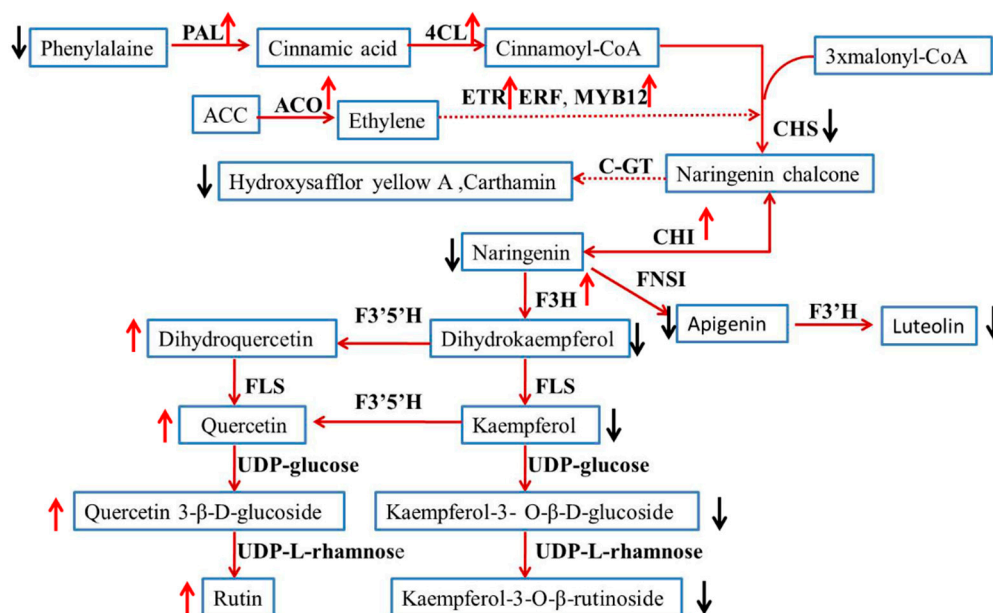 Phenylalaine
PAL
Cinnamic acid
4CL
Cinnamoyl-CoA
3xmalonyl-CoA
ACC
ACO
Ethylene
ETR
ERF, MYB12
CHS
Hydroxysafflor yellow A ,Carthamin
C-GT
Naringenin chalcone
CHI
Naringenin
FNSI
F3H
Apigenin
F3’H
Luteolin
Dihydroquercetin
F3’5’H
Dihydrokaempferol
FLS
FLS
Quercetin
F3’5’H
Kaempferol
UDP-glucose
UDP-glucose
Quercetin 3-β-D-glucoside
Kaempferol-3- O-β-D-glucoside
UDP-L-rhamnose
UDP-L-rhamnose
Rutin
Kaempferol-3-O-β-rutinoside